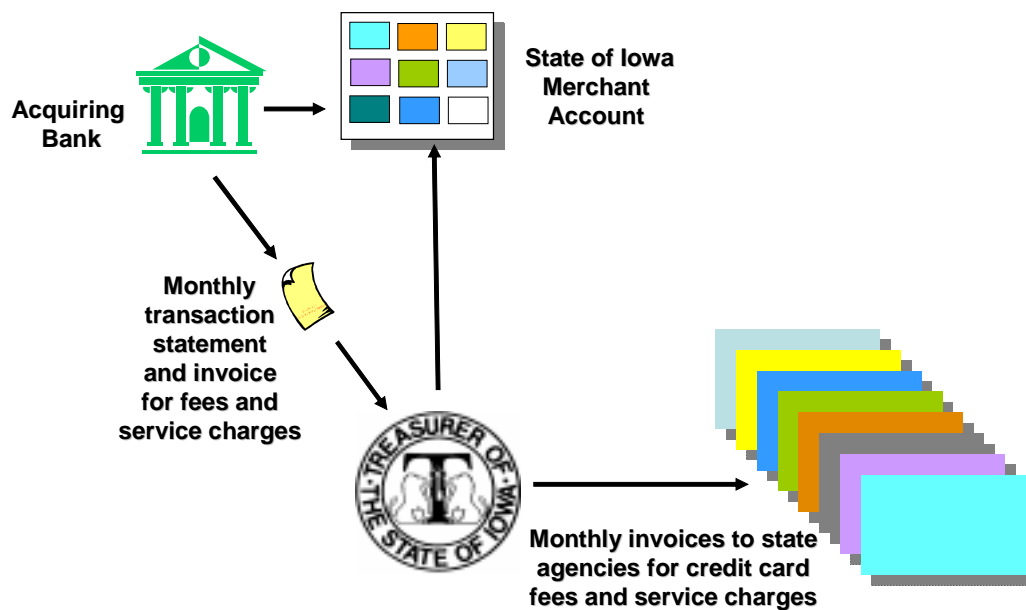 Acquiring
Bank
State of Iowa
Merchant
Account
Monthly
transaction
statement
and invoice
for fees and
service charges
THE TREASURER OF
THE STATE OF IOWA
T
Monthly invoices to state
agencies for credit card
fees and service charges